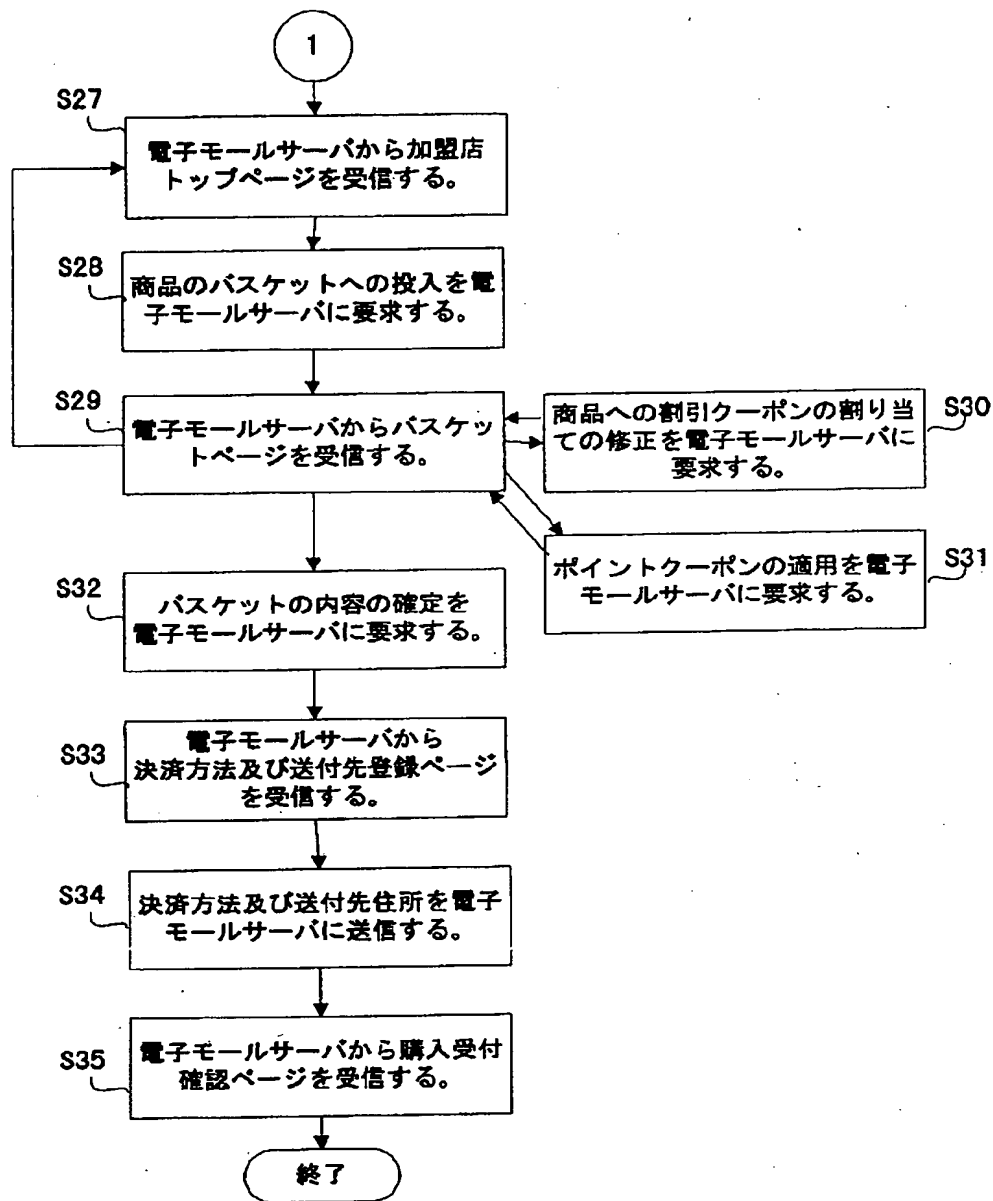 1
S27
電子モールサーバから加盟店
トップページを受信する。
S28
商品のバスケットへの投入を電
子モールサーバに要求する。
S29
電子モールサーバからバスケッ
トページを受信する。
商品への割引クーポンの割り当
ての修正を電子モールサーバに
要求する。
S30
ポイントクーポンの適用を電子
モールサーバに要求する。
S31
S32
バスケットの内容の確定を
電子モールサーバに要求する。
S33
電子モールサーバから
決済方法及び送付先登録ページ
を受信する。
S34
決済方法及び送付先住所を電子
モールサーバに送信する。
S35
電子モールサーバから購入受付
確認ページを受信する。
終了